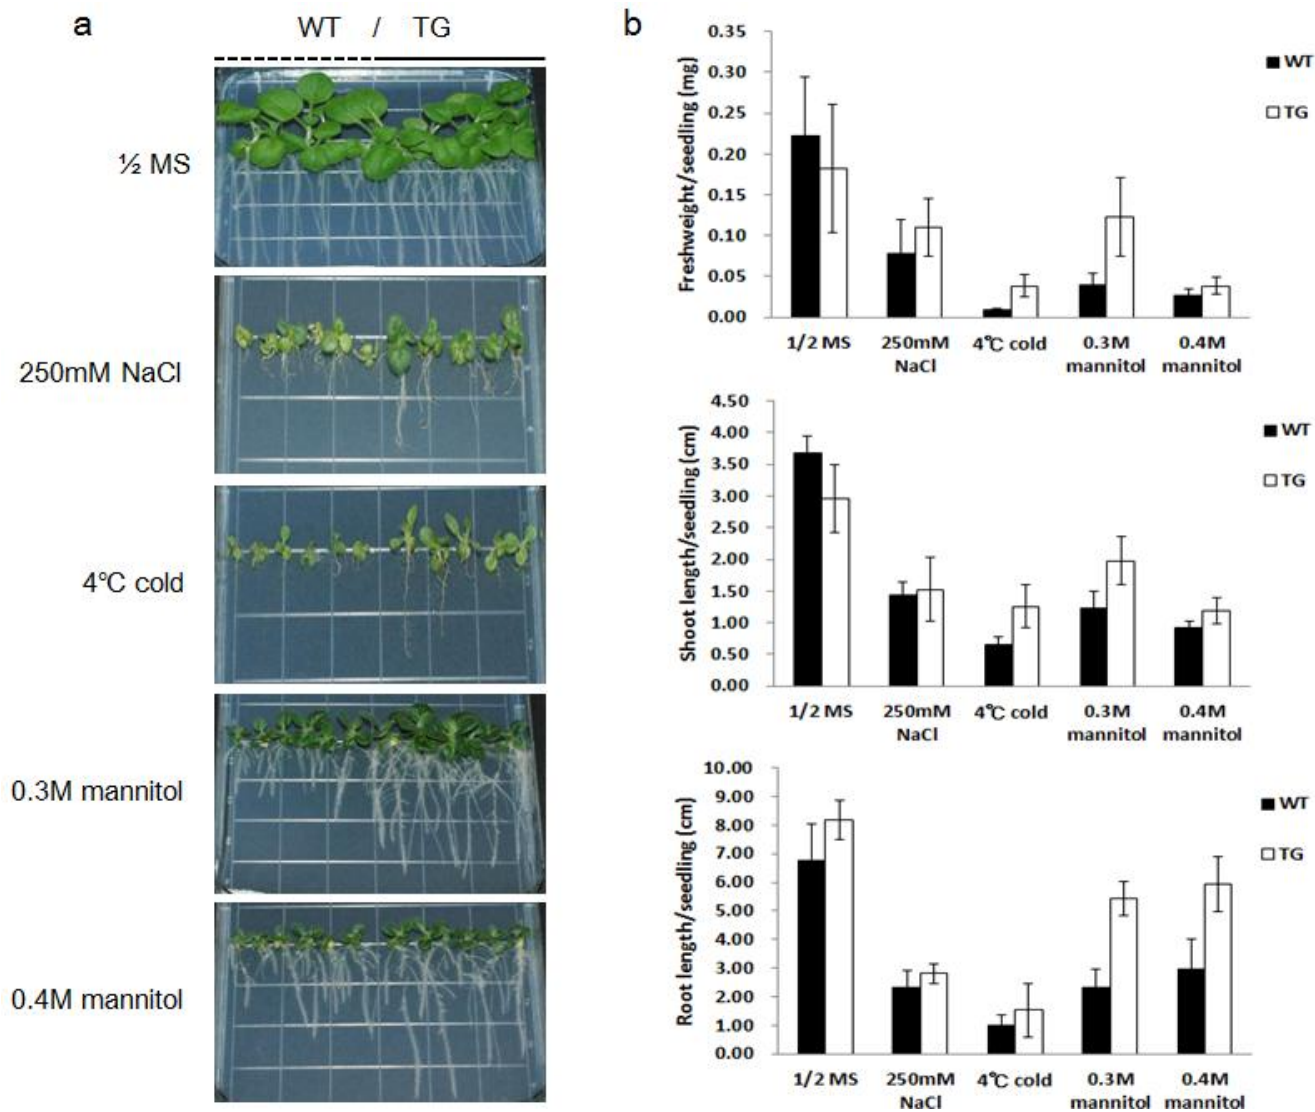 a
WT / TG
½ MS
250mM NaCl
4°C cold
0.3M mannitol
0.4M mannitol
b
Freshweight/seedling (mg)
0.35
0.30
0.25
0.20
0.15
0.10
0.05
0.00
1/2 MS
250mM
NaCl
4°C cold
0.3M
mannitol
0.4M
mannitol
WT
TG
Shoot length/seedling (cm)
4.50
4.00
3.50
3.00
2.50
2.00
1.50
1.00
0.50
0.00
1/2 MS
250mM
NaCl
4°C cold
0.3M
mannitol
0.4M
mannitol
WT
TG
Root length/seedling (cm)
10.00
9.00
8.00
7.00
6.00
5.00
4.00
3.00
2.00
1.00
0.00
1/2 MS
250mM
NaCl
4°C cold
0.3M
mannitol
0.4M
mannitol
WT
TG